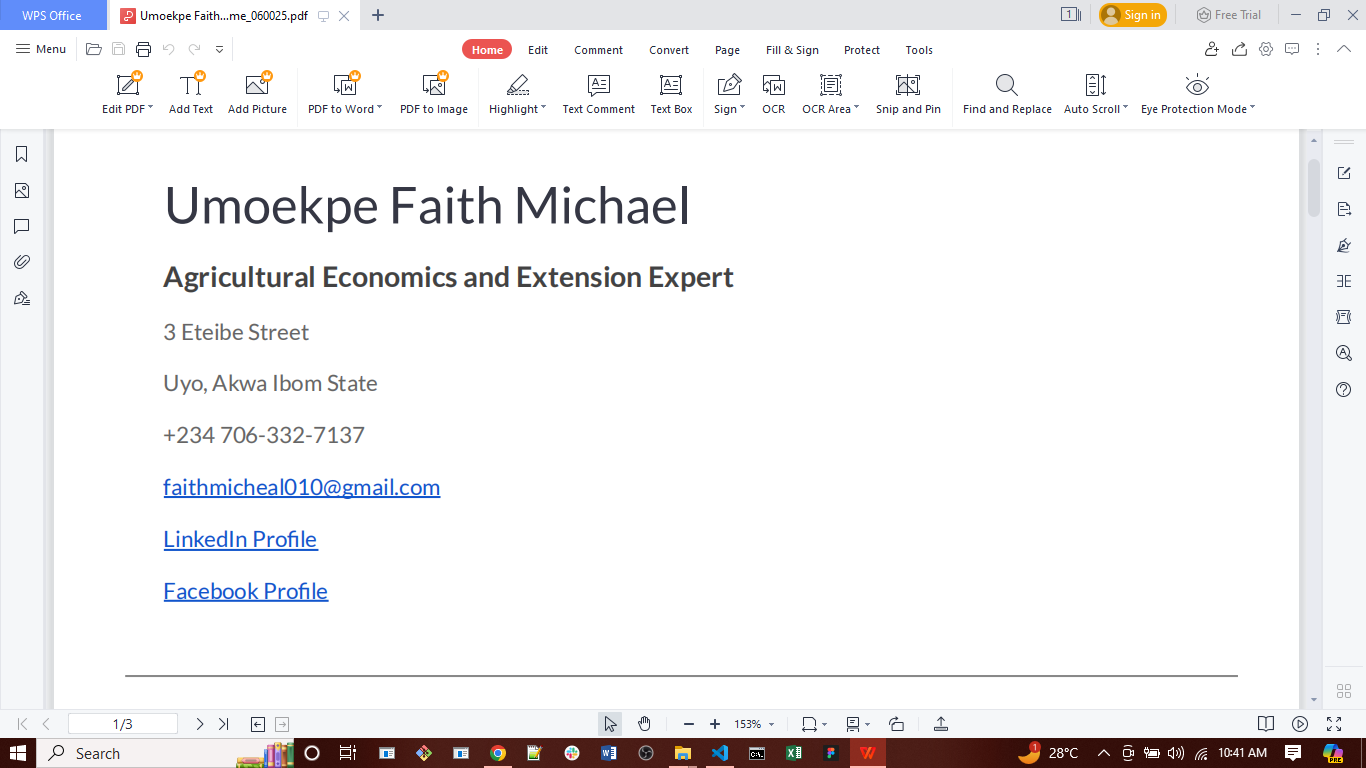 WPS Office
Umoekpe Faith...me_060025.pdf
1
Sign in
Free Trial
Menu
Home
Edit
Comment
Convert
Page
Fill & Sign
Protect
Tools
Edit PDF
Add Text
Add Picture
PDF to Word
PDF to Image
Highlight
Text Comment
Text Box
Sign
OCR
OCR Area
Snip and Pin
Find and Replace
Auto Scroll
Eye Protection Mode
Umoekpe Faith Michael
Agricultural Economics and Extension Expert
3 Eteibe Street
Uyo, Akwa Ibom State
+234 706-332-7137
faithmicheal010@gmail.com
LinkedIn Profile
Facebook Profile
1/3
153%
Search
1
28°C
10:41 AM
PRE